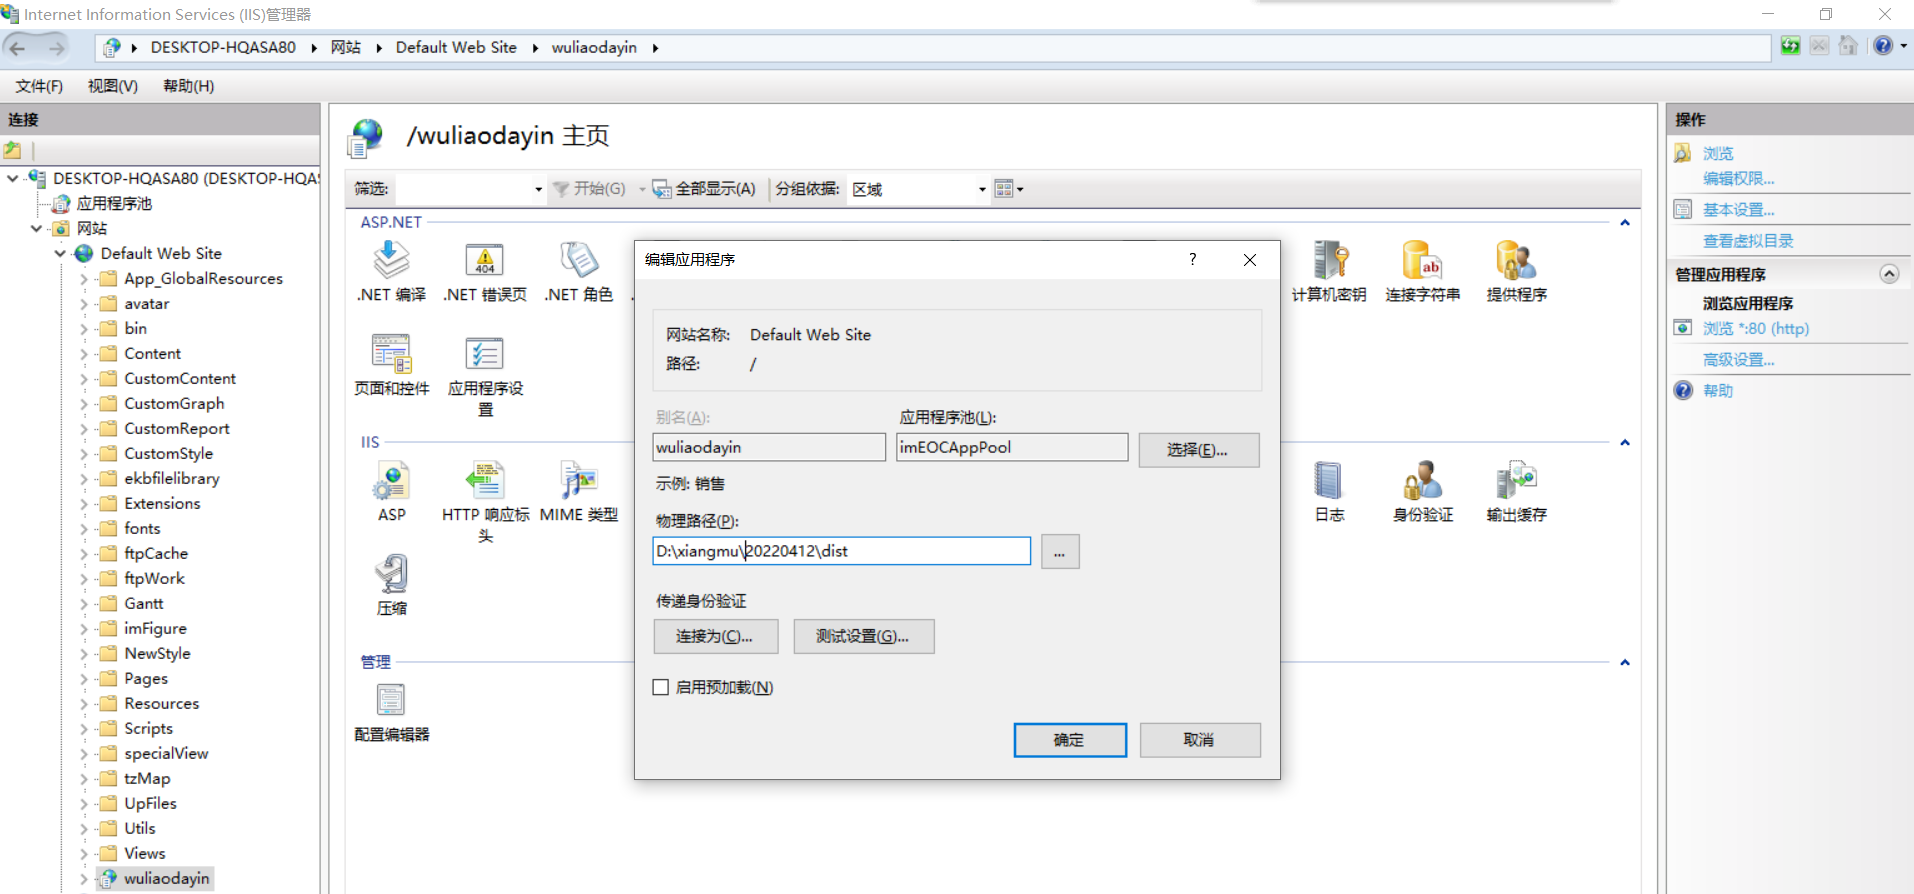 Internet Information Services (IIS)管理器
DESKTOP-HQASA80 网站 Default Web Site wuliaodayin
文件(F) 视图(V) 帮助(H)
连接
DESKTOP-HQASA80 (DESKTOP-HQA
应用程序池
网站
Default Web Site
App_GlobalResources
avatar
bin
Content
CustomContent
CustomGraph
CustomReport
CustomStyle
ekbfilelibrary
Extensions
fonts
ftpCache
ftpWork
Gantt
imFigure
NewStyle
Pages
Resources
Scripts
specialView
tzMap
UpFiles
Utils
Views
wuliaodayin
/wuliaodayin 主页
筛选: 开始(G) 全部显示(A) 分组依据: 区域
ASP.NET
.NET 编译 .NET 错误页 .NET 角色 计算机密钥 连接字符串 提供程序
404 ab
页面和控件 应用程序设置
IIS
ASP HTTP 响应标头 MIME 类型 日志 身份验证 输出缓存
压缩
管理
配置编辑器
编辑应用程序
网站名称: Default Web Site
路径: /
别名(A): 应用程序池(L):
wuliaodayin imEOCAppPool 选择(E)...
示例: 销售
物理路径(P):
D:\xiangmu\20220412\dist ...
传递身份验证
连接为(C)... 测试设置(G)...
启用预加载(N)
确定 取消
操作
浏览
编辑权限...
基本设置...
查看虚拟目录
管理应用程序
浏览应用程序
浏览 *:80 (http)
高级设置...
帮助